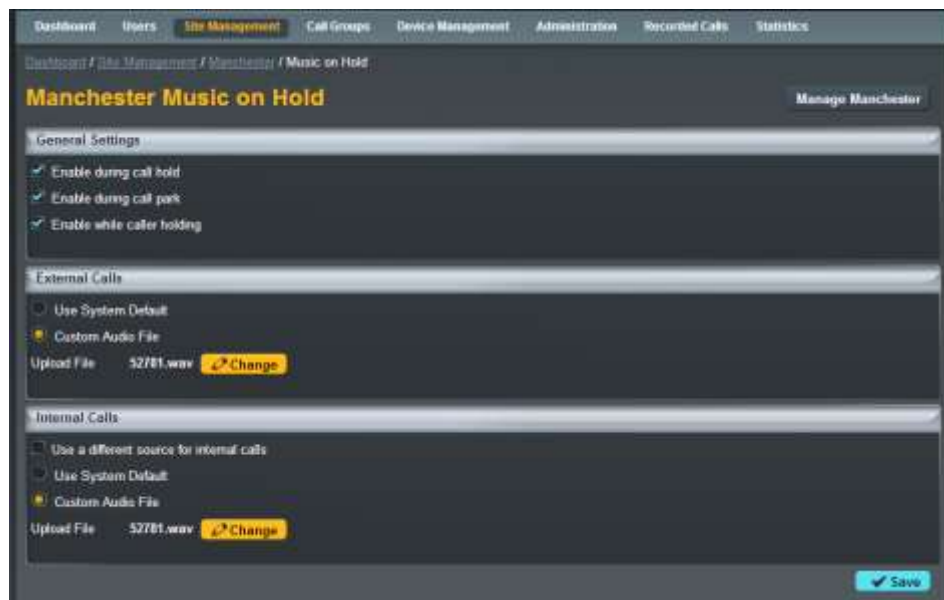 Dashboard Users Site Management Call Groups Device Management Administration Recorded Calls Statistics
Dashboard / Site Management / Manchester / Music on Hold
Manchester Music on Hold
Manage Manchester
General Settings
Enable during call hold
Enable during call park
Enable while caller holding
External Calls
Use System Default
Custom Audio File
Upload File 52781.wav Change
Internal Calls
Use a different source for internal calls
Use System Default
Custom Audio File
Upload File 52781.wav Change
Save